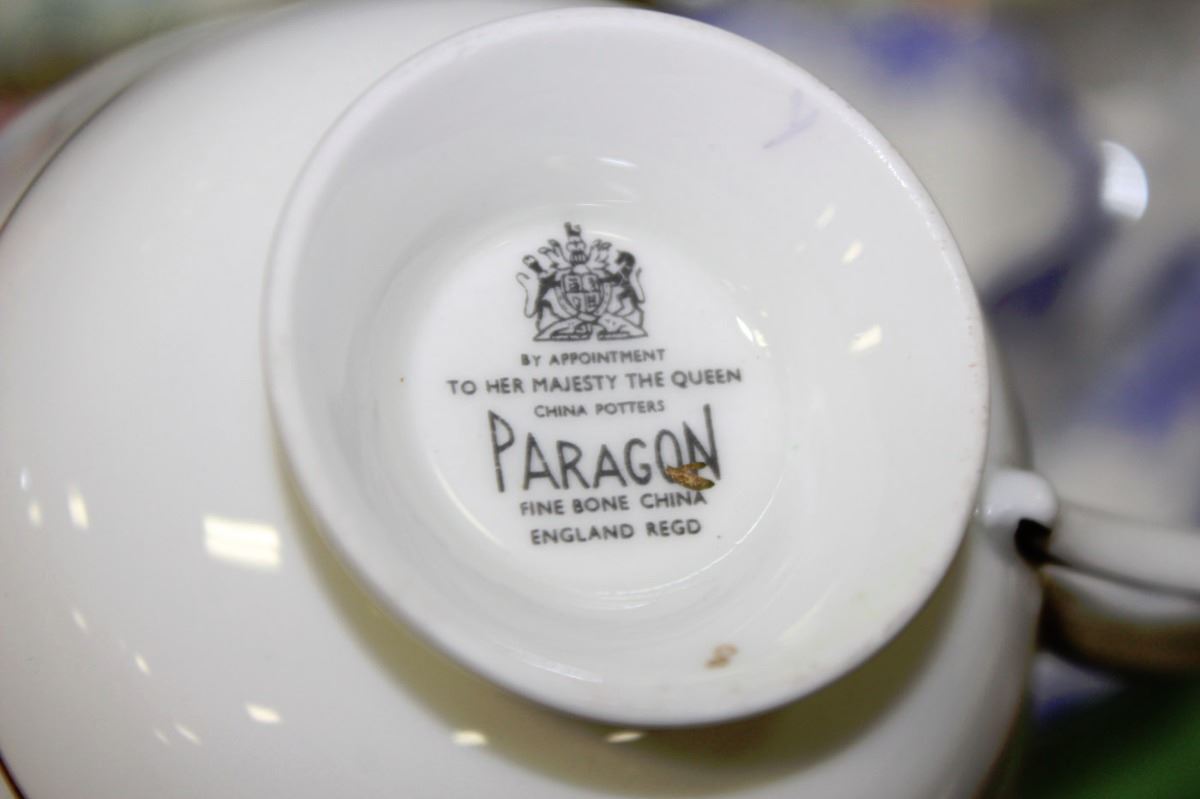 BY APPOINTMENT
TO HER MAJESTY THE QUEEN
CHINA POTTERS
PARAGON
FINE BONE CHINA
ENGLAND REGD